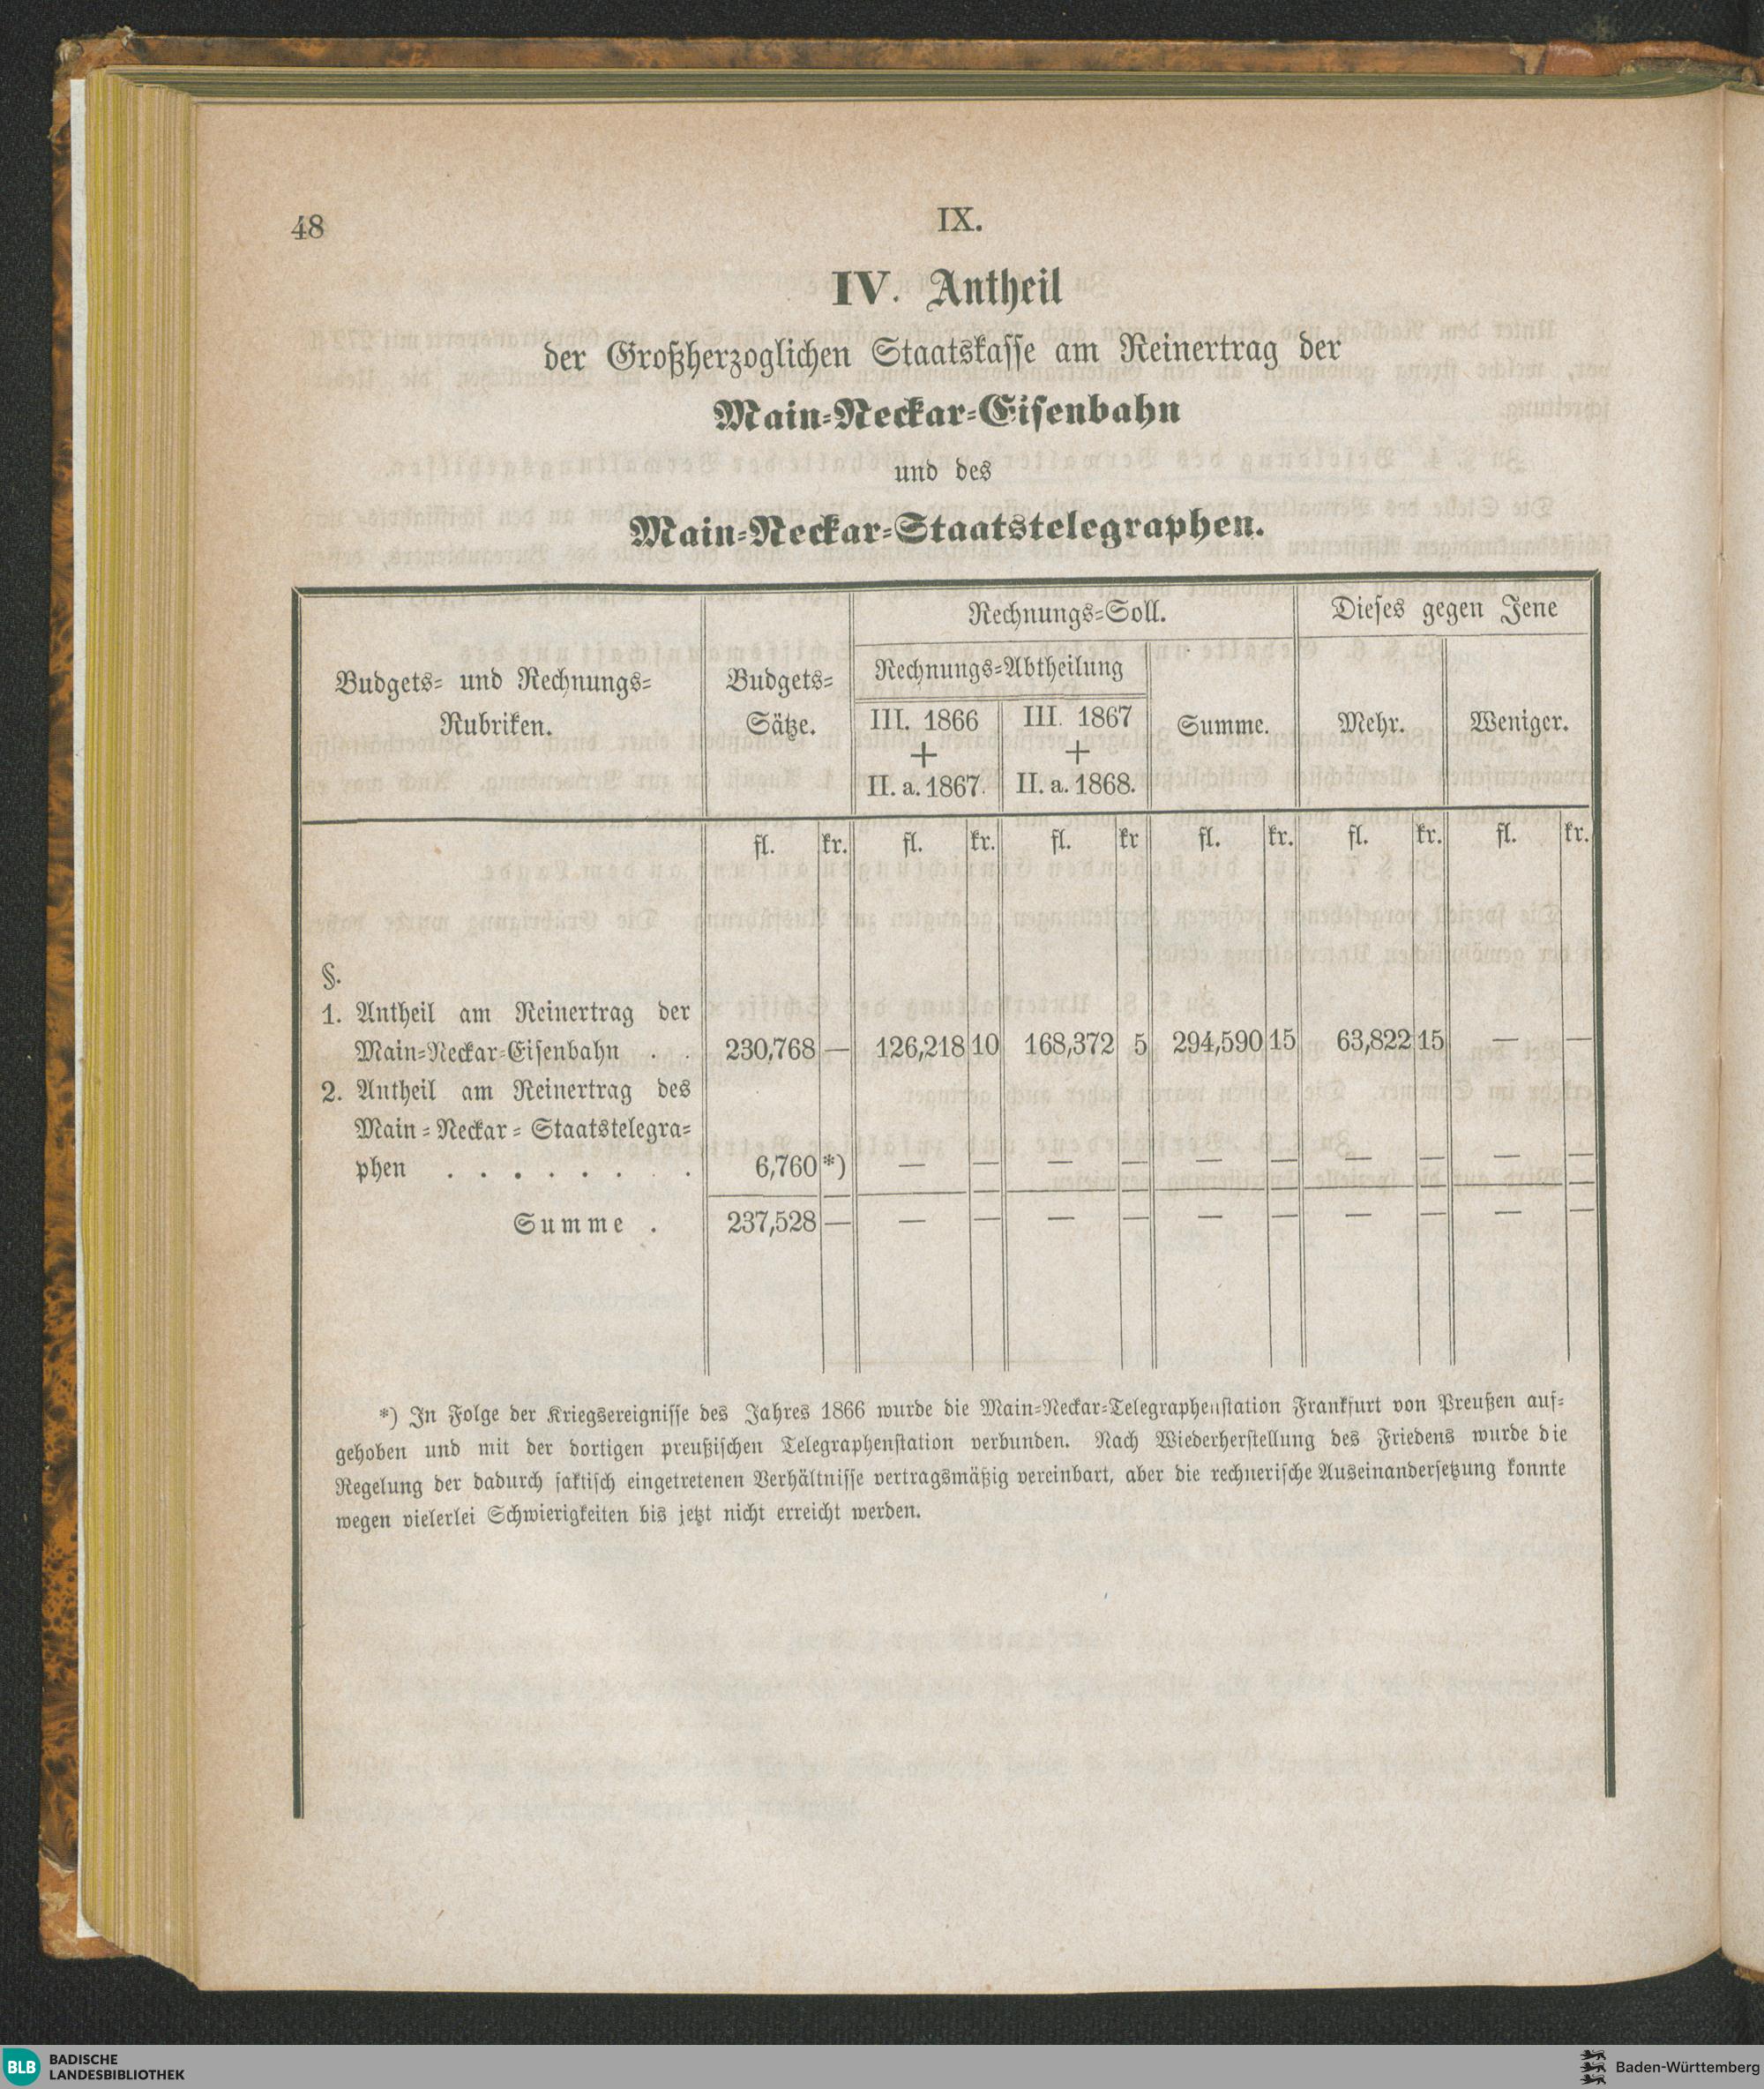 48
IX.
IV. Antheil
der Großherzoglichen Staatskasse am Reinertrag der
Main-Neckar-Eisenbahn
und des
Main-Neckar-Staatstelegraphen.
Budgets- und Rechnungs-
Rubriken.
Budgets-
Sätze.
Rechnungs-Soll.
Rechnungs-Abtheilung
III. 1866
+
II. a. 1867.
III. 1867
+
II. a. 1868.
Summe.
Dieses gegen Jene
Mehr.
Weniger.
fl. kr. fl. kr. fl. kr fl. kr. fl. kr. fl. kr.
§.
1. Antheil am Reinertrag der
Main-Neckar-Eisenbahn . . 230,768 — 126,218 10 168,372 5 294,590 15 63,822 15 — —
2. Antheil am Reinertrag des
Main-Neckar-Staatstelegra-
phen . . . . . . . . 6,760 *) — — — — — — — — — —
Summe . 237,528 — — — — — — — — — — —
*) In Folge der Kriegsereignisse des Jahres 1866 wurde die Main-Neckar-Telegraphenstation Frankfurt von Preußen auf-
gehoben und mit der dortigen preußischen Telegraphenstation verbunden. Nach Wiederherstellung des Friedens wurde die
Regelung der dadurch faktisch eingetretenen Verhältnisse vertragsmäßig vereinbart, aber die rechnerische Auseinandersetzung konnte
wegen vielerlei Schwierigkeiten bis jetzt nicht erreicht werden.
BLB
BADISCHE
LANDESBIBLIOTHEK
Baden-Württemberg